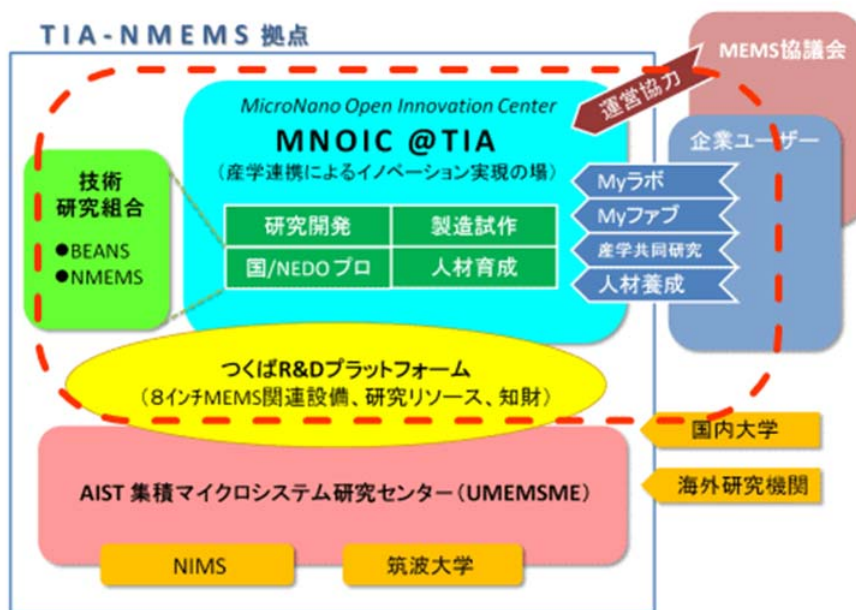 TIA-NMEMS 拠点
MEMS協議会
運営協力
MicroNano Open Innovation Center
MNOIC @TIA
(産学連携によるイノベーション実現の場)
企業ユーザー
技術
研究組合
●BEANS
●NMEMS
研究開発
製造試作
国/NEDOプロ
人材育成
Myラボ
Myファブ
産学共同研究
人材養成
つくばR&Dプラットフォーム
(8インチMEMS関連設備、研究リソース、知財)
国内大学
海外研究機関
AIST 集積マイクロシステム研究センター(UMEMSME)
NIMS
筑波大学